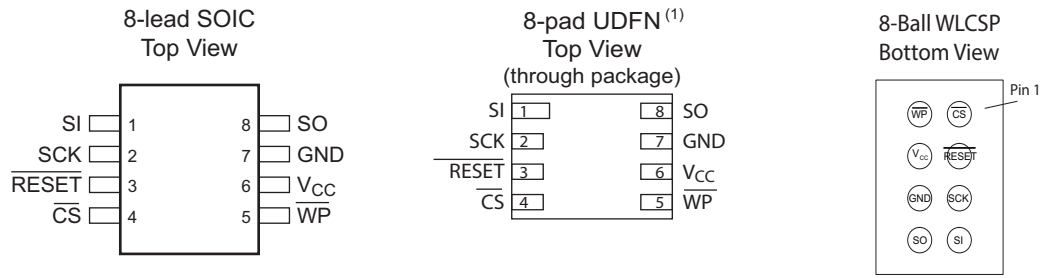 8-lead SOIC
Top View
SI 1 8 SO
SCK 2 7 GND
RESET 3 6 VCC
CS 4 5 WP
8-pad UDFN (1)
Top View
(through package)
SI 1 8 SO
SCK 2 7 GND
RESET 3 6 VCC
CS 4 5 WP
8-Ball WLCSP
Bottom View
Pin 1
WP CS
VCC RESET
GND SCK
SO SI